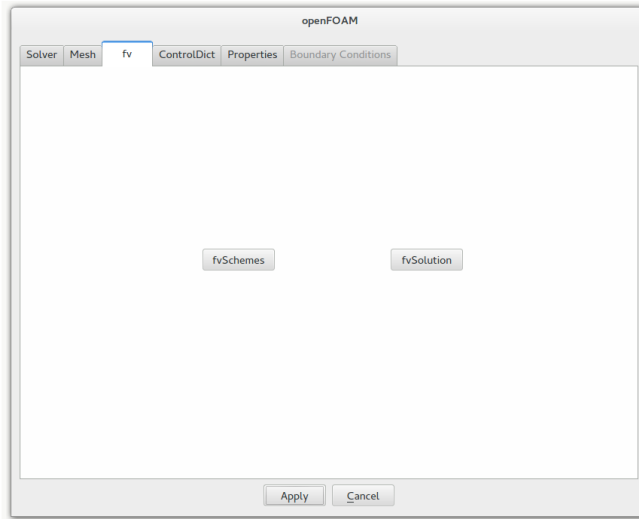 openFOAM
Solver Mesh fv ControlDict Properties Boundary Conditions
fvSchemes fvSolution
Apply Cancel